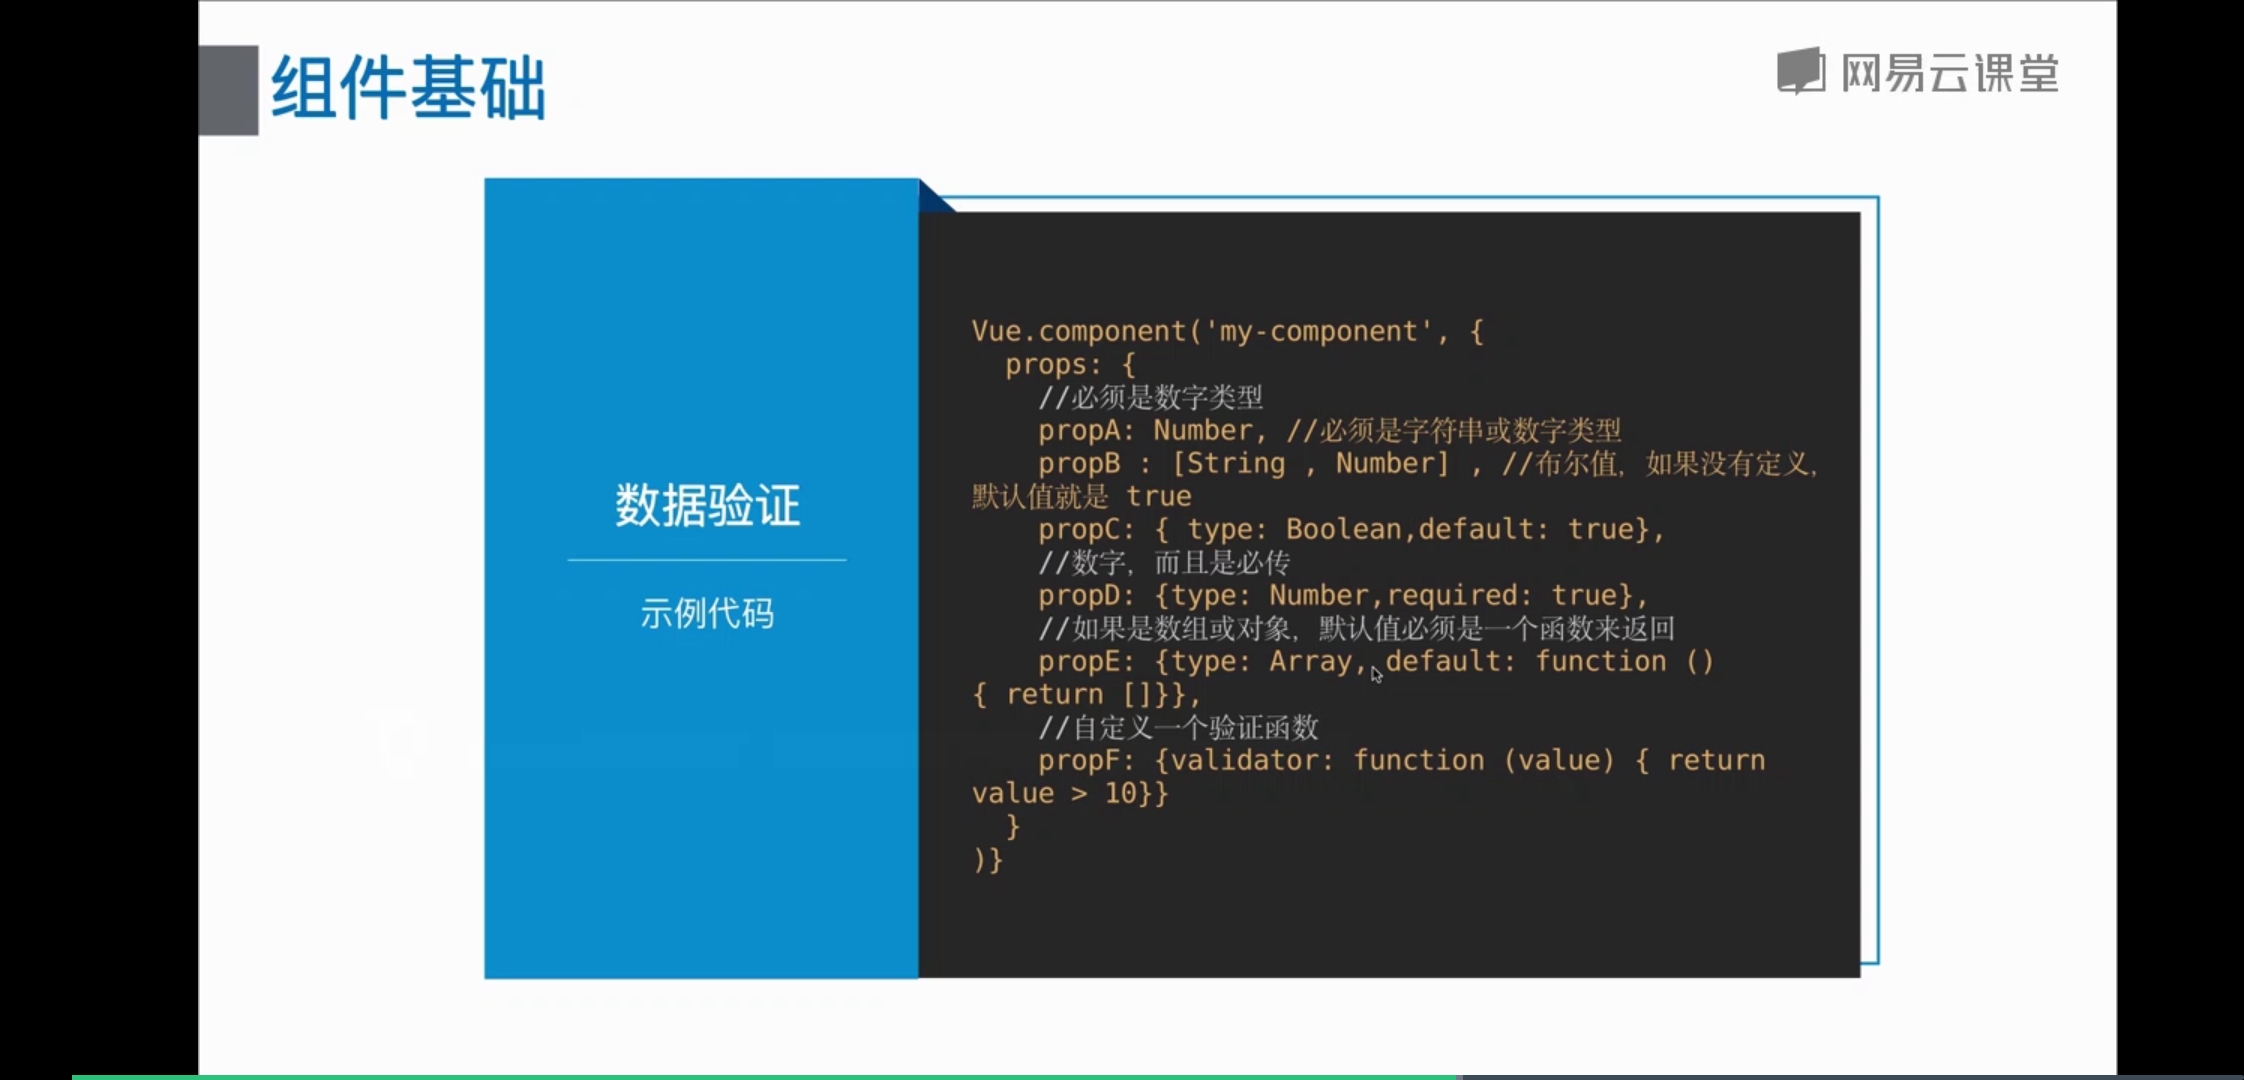 组件基础
网易云课堂
数据验证
示例代码
Vue.component('my-component', {
  props: {
    //必须是数字类型
    propA: Number, //必须是字符串或数字类型
    propB : [String , Number] , //布尔值，如果没有定义，
默认值就是 true
    propC: { type: Boolean,default: true},
    //数字，而且是必传
    propD: {type: Number,required: true},
    //如果是数组或对象，默认值必须是一个函数来返回
    propE: {type: Array, default: function ()
{ return []}},
    //自定义一个验证函数
    propF: {validator: function (value) { return
value > 10}}
  }
)}